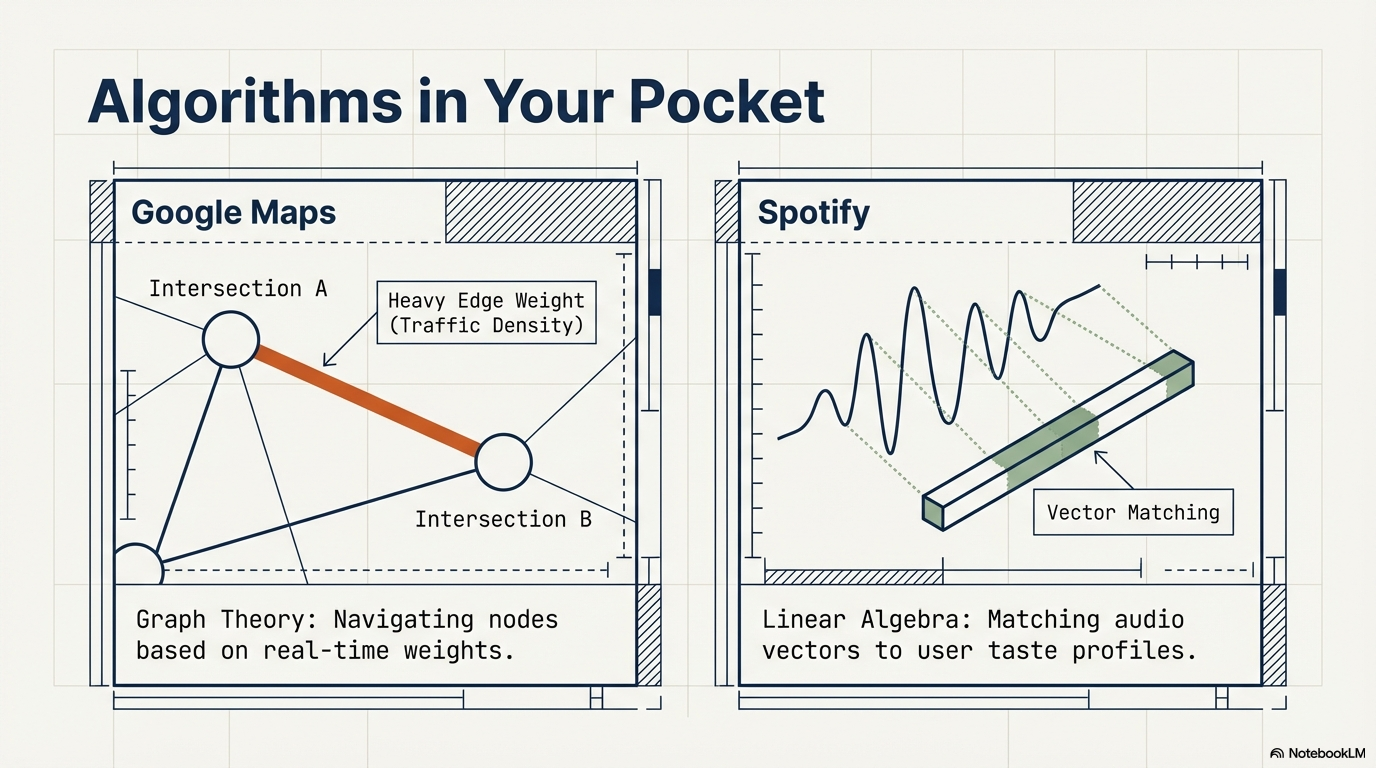 Algorithms in Your Pocket
Google Maps
Intersection A
Heavy Edge Weight
(Traffic Density)
Intersection B
Graph Theory: Navigating nodes
based on real-time weights.
Spotify
Vector Matching
Linear Algebra: Matching audio
vectors to user taste profiles.
NotebookLM